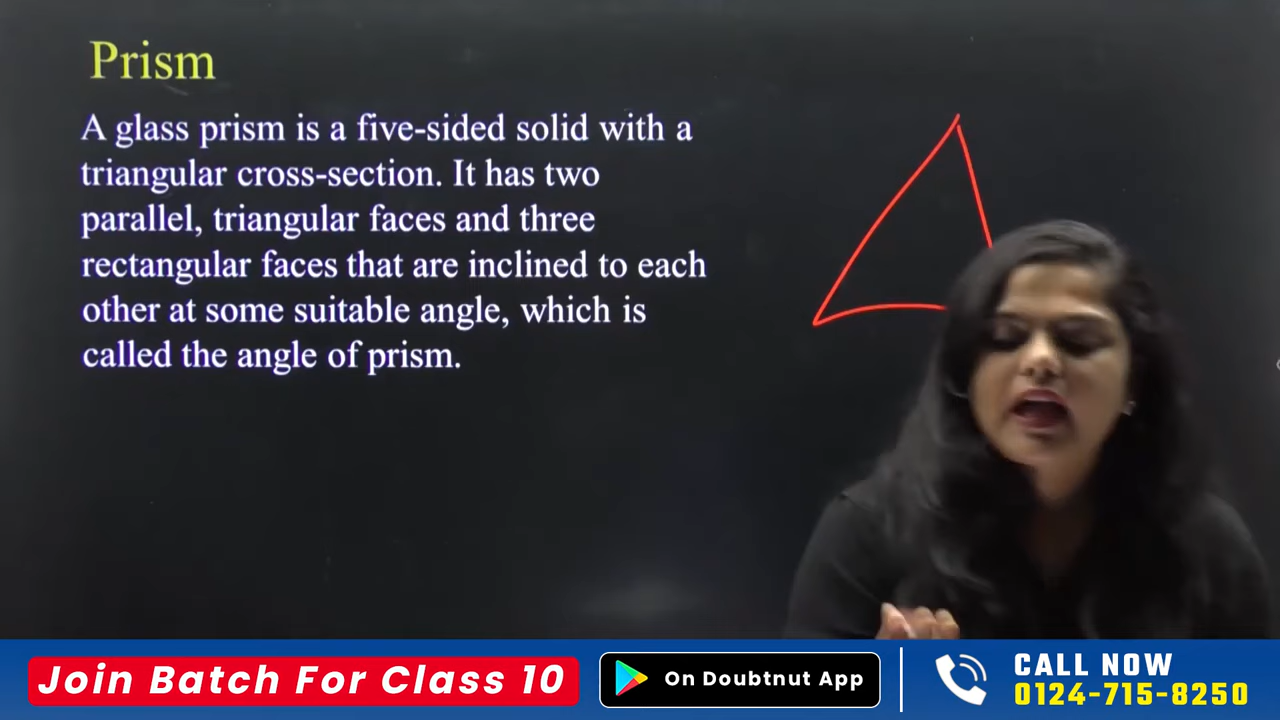 Prism
A glass prism is a five-sided solid with a
triangular cross-section. It has two
parallel, triangular faces and three
rectangular faces that are inclined to each
other at some suitable angle, which is
called the angle of prism.
Join Batch For Class 10
On Doubtnut App
CALL NOW
0124-715-8250